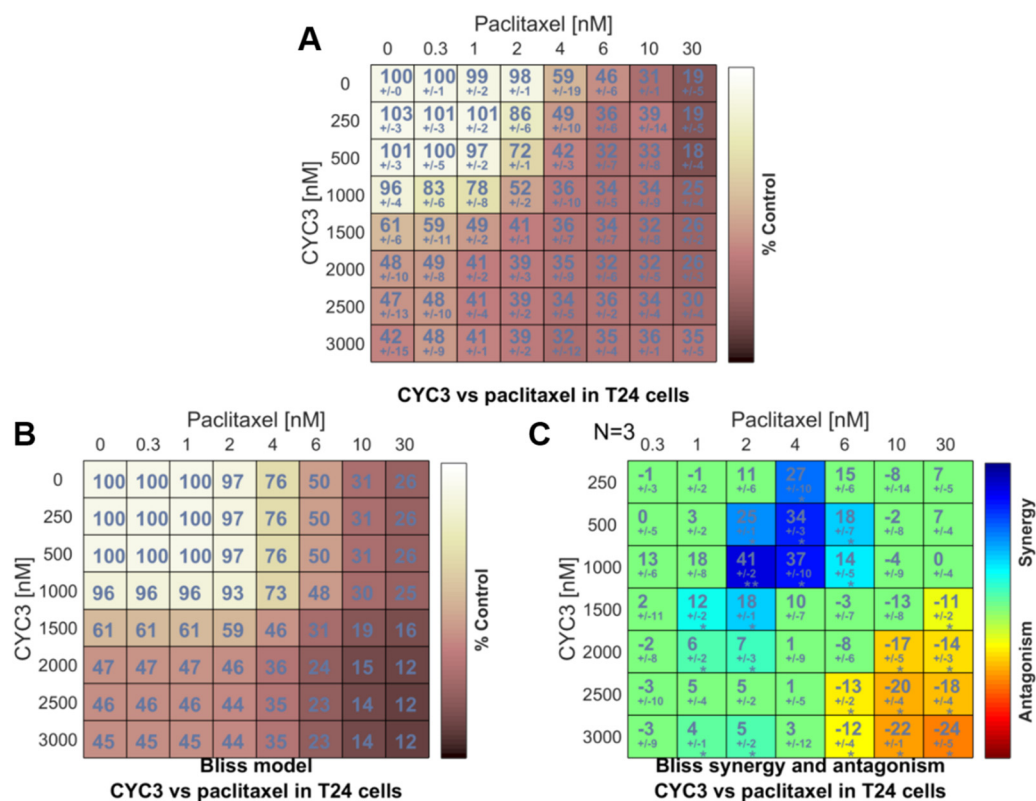 A
Paclitaxel [nM]
0 0.3 1 2 4 6 10 30
0 100 100 99 98 59 46 31 19
+/-0 +/-1 +/-2 +/-1 +/-19 +/-6 +/-1 +/-5
250 103 101 101 86 49 36 39 19
+/-3 +/-3 +/-2 +/-6 +/-10 +/-6 +/-14 +/-5
500 101 100 97 72 42 32 33 18
+/-3 +/-5 +/-2 +/-1 +/-3 +/-7 +/-8 +/-4
1000 96 83 78 52 36 34 34 25
+/-4 +/-6 +/-8 +/-2 +/-10 +/-5 +/-9
1500 61 59 49 41 36 34 32
+/-6 +/-11 +/-2 +/-1 +/-7 +/-7 +/-8
2000 48 49 41 39 35 32 32 26
+/-10 +/-8 +/-2 +/-3 +/-9 +/-6 +/-5
2500 47 48 41 39 34 36 34 30
+/-13 +/-10 +/-4 +/-2 +/-5 +/-2 +/-4 +/-4
3000 42 48 41 39 32 35 36 35
+/-15 +/-9 +/-1 +/-2 +/-12 +/-4 +/-1 +/-5
CYC3 [nM]
% Control
CYC3 vs paclitaxel in T24 cells
B
Paclitaxel [nM]
0 0.3 1 2 4 6 10 30
0 100 100 100 97 76 50 31 26
250 100 100 100 97 76 50 31 26
500 100 100 100 97 76 50 31 26
1000 96 96 96 93 73 48 30 25
1500 61 61 61 59 46 31 19 16
2000 47 47 47 46 36 24 15 12
2500 46 46 46 44 35 23 14 12
3000 45 45 45 44 35 23 14 12
CYC3 [nM]
% Control
Bliss model
CYC3 vs paclitaxel in T24 cells
C
N=3
Paclitaxel [nM]
0.3 1 2 4 6 10 30
250 -1 -1 11 27 15 -8 7
+/-3 +/-2 +/-6 +/-10 +/-6 +/-14 +/-5
*
500 0 3 25 34 18 -2 7
+/-5 +/-2 +/-1 +/-3 +/-7 +/-8 +/-4
* * *
1000 13 18 41 37 14 -4 0
+/-6 +/-8 +/-2 +/-10 +/-5 +/-9 +/-4
** * *
1500 2 12 18 10 -3 -13 -11
+/-11 +/-2 +/-1 +/-7 +/-7 +/-8 +/-2
* * *
2000 -2 6 7 1 -8 -17 -14
+/-8 +/-2 +/-3 +/-9 +/-6 +/-5 +/-3
* * * *
2500 -3 5 5 1 -13 -20 -18
+/-10 +/-4 +/-2 +/-5 +/-2 +/-4 +/-4
* * *
3000 -3 4 5 3 -12 -22 -24
+/-9 +/-1 +/-2 +/-12 +/-4 +/-1 +/-5
* * * * *
CYC3 [nM]
Synergy
Antagonism
Bliss synergy and antagonism
CYC3 vs paclitaxel in T24 cells